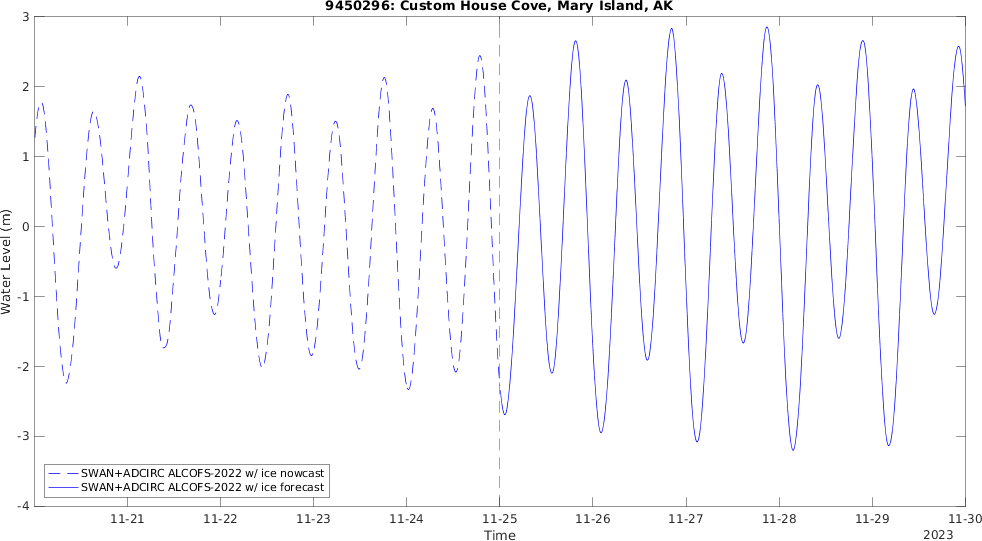 9450296: Custom House Cove, Mary Island, AK
3
2
1
0
-1
-2
-3
-4
Water Level (m)
SWAN+ADCIRC ALCOFS-2022 w/ ice nowcast
SWAN+ADCIRC ALCOFS-2022 w/ ice forecast
11-21 11-22 11-23 11-24 11-25 11-26 11-27 11-28 11-29 11-30
Time
2023